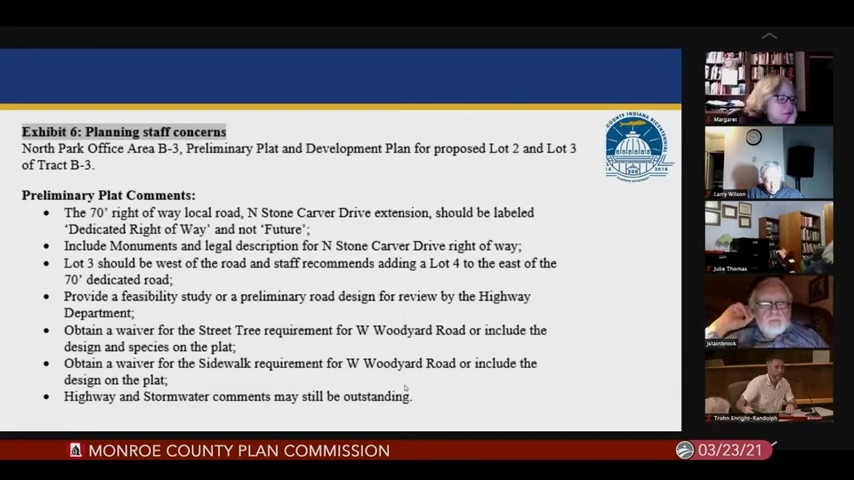 Exhibit 6: Planning staff concerns
North Park Office Area B-3, Preliminary Plat and Development Plan for proposed Lot 2 and Lot 3
of Tract B-3.
Preliminary Plat Comments:
• The 70' right of way local road, N Stone Carver Drive extension, should be labeled
'Dedicated Right of Way' and not 'Future';
• Include Monuments and legal description for N Stone Carver Drive right of way;
• Lot 3 should be west of the road and staff recommends adding a Lot 4 to the east of the
70' dedicated road;
• Provide a feasibility study or a preliminary road design for review by the Highway
Department;
• Obtain a waiver for the Street Tree requirement for W Woodyard Road or include the
design and species on the plat;
• Obtain a waiver for the Sidewalk requirement for W Woodyard Road or include the
design on the plat;
• Highway and Stormwater comments may still be outstanding.
COUNTY INDIANA BICENTENNIAL
200
Margaret
Larry Wilson
Julie Thomas
jstainbrook
Trohn Enright-Randolph
MONROE COUNTY PLAN COMMISSION
03/23/21